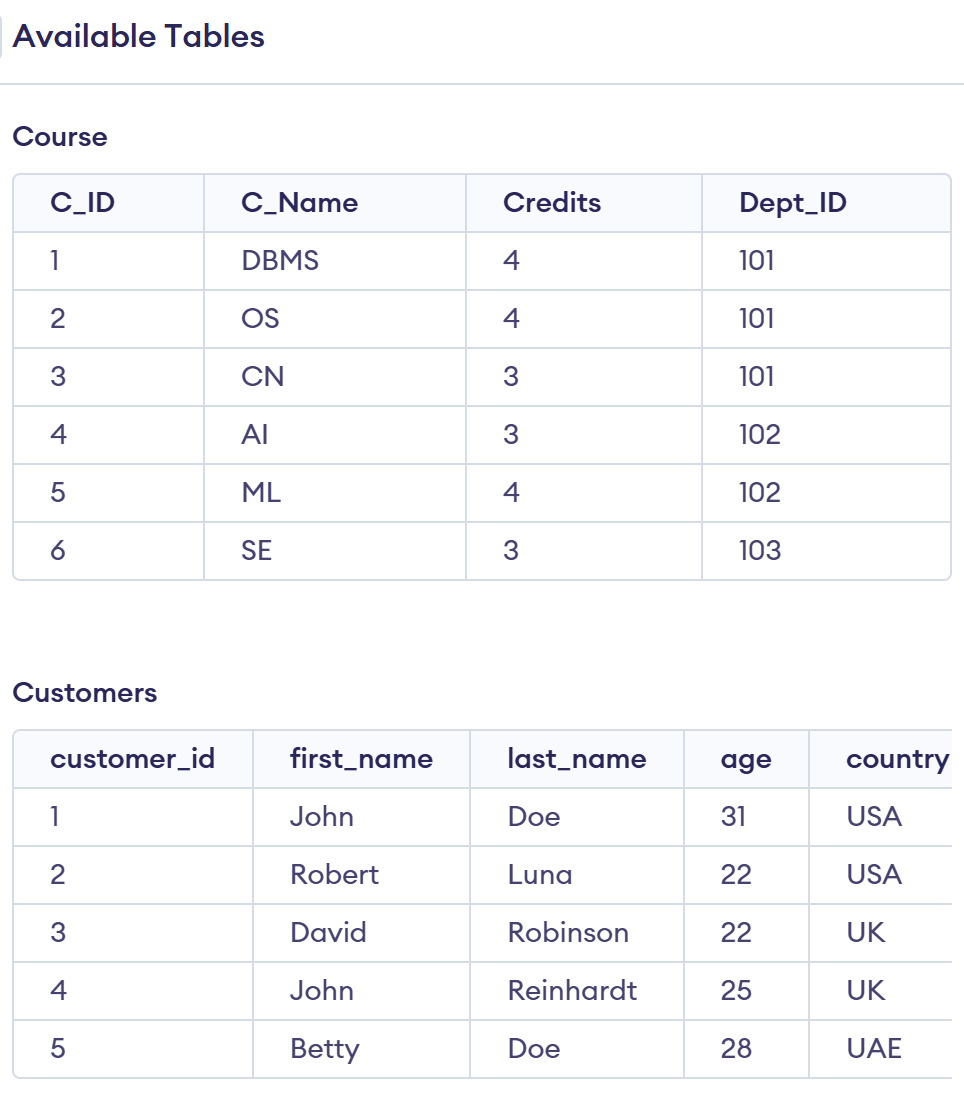 Available Tables
Course
C_ID C_Name Credits Dept_ID
1 DBMS 4 101
2 OS 4 101
3 CN 3 101
4 AI 3 102
5 ML 4 102
6 SE 3 103
Customers
customer_id first_name last_name age country
1 John Doe 31 USA
2 Robert Luna 22 USA
3 David Robinson 22 UK
4 John Reinhardt 25 UK
5 Betty Doe 28 UAE